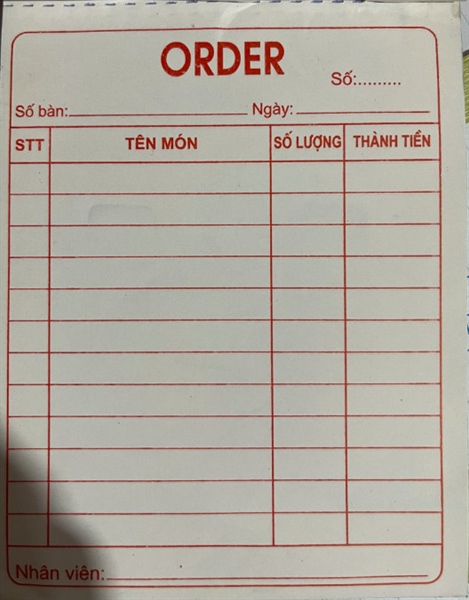 ORDER
Số:.........
Số bàn: Ngày:
STT TÊN MÓN SỐ LƯỢNG THÀNH TIỀN
Nhân viên: